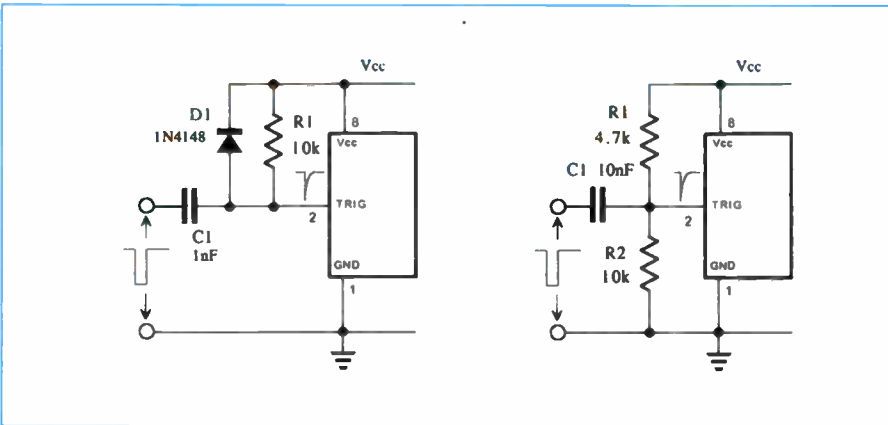 Vcc
D1
1N4148
R1
10k
8
Vcc
TRIG
2
C1
1nF
GND
1
Vcc
R1
4.7k
8
Vcc
C1 10nF
TRIG
2
R2
10k
GND
1